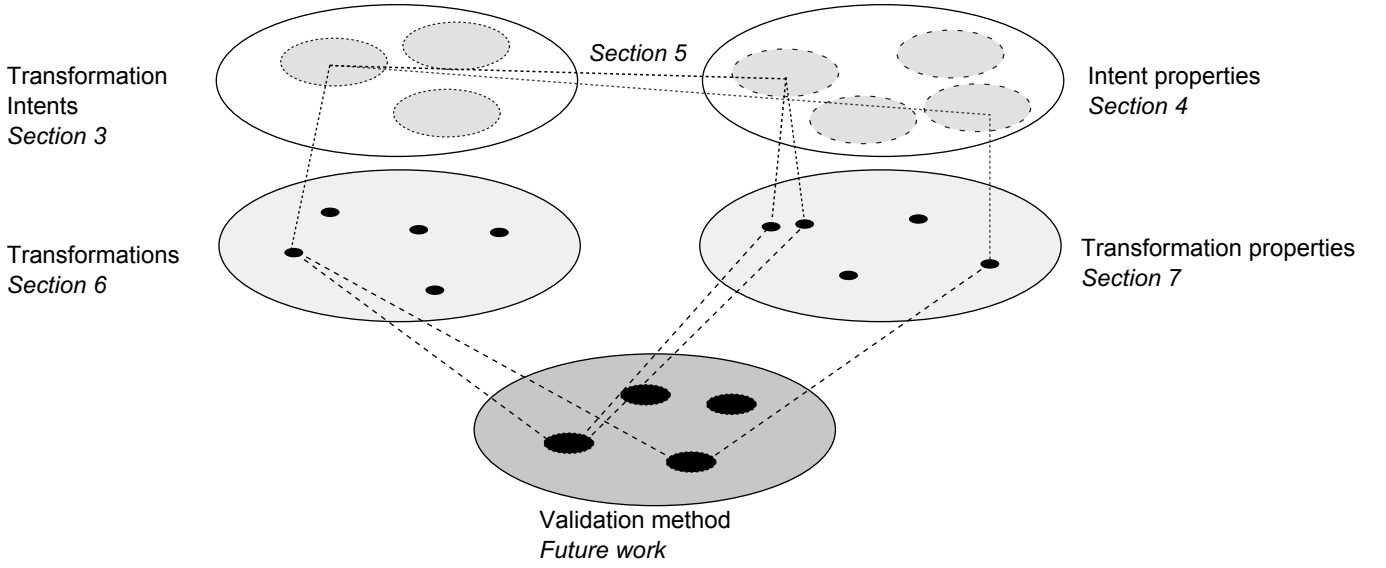 Section 5
Transformation
Intents
Section 3
Intent properties
Section 4
Transformations
Section 6
Transformation properties
Section 7
Validation method
Future work